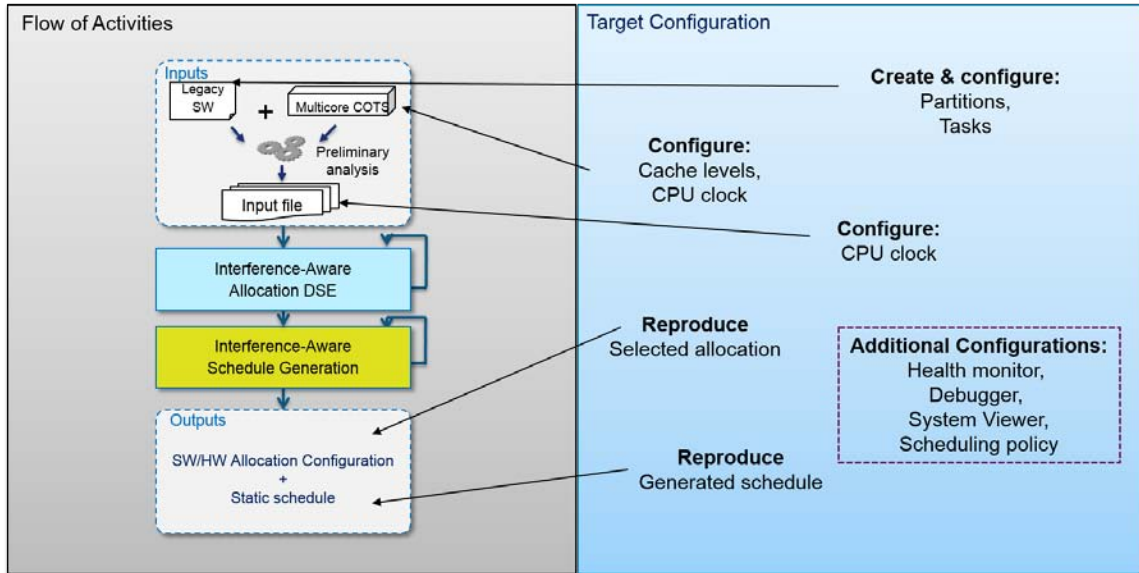 Flow of Activities
Inputs
Legacy
SW
+
Multicore COTS
Preliminary
analysis
Input file
Interference-Aware
Allocation DSE
Interference-Aware
Schedule Generation
Outputs
SW/HW Allocation Configuration
+
Static schedule
Target Configuration
Create & configure:
Partitions,
Tasks
Configure:
Cache levels,
CPU clock
Configure:
CPU clock
Reproduce
Selected allocation
Additional Configurations:
Health monitor,
Debugger,
System Viewer,
Scheduling policy
Reproduce
Generated schedule